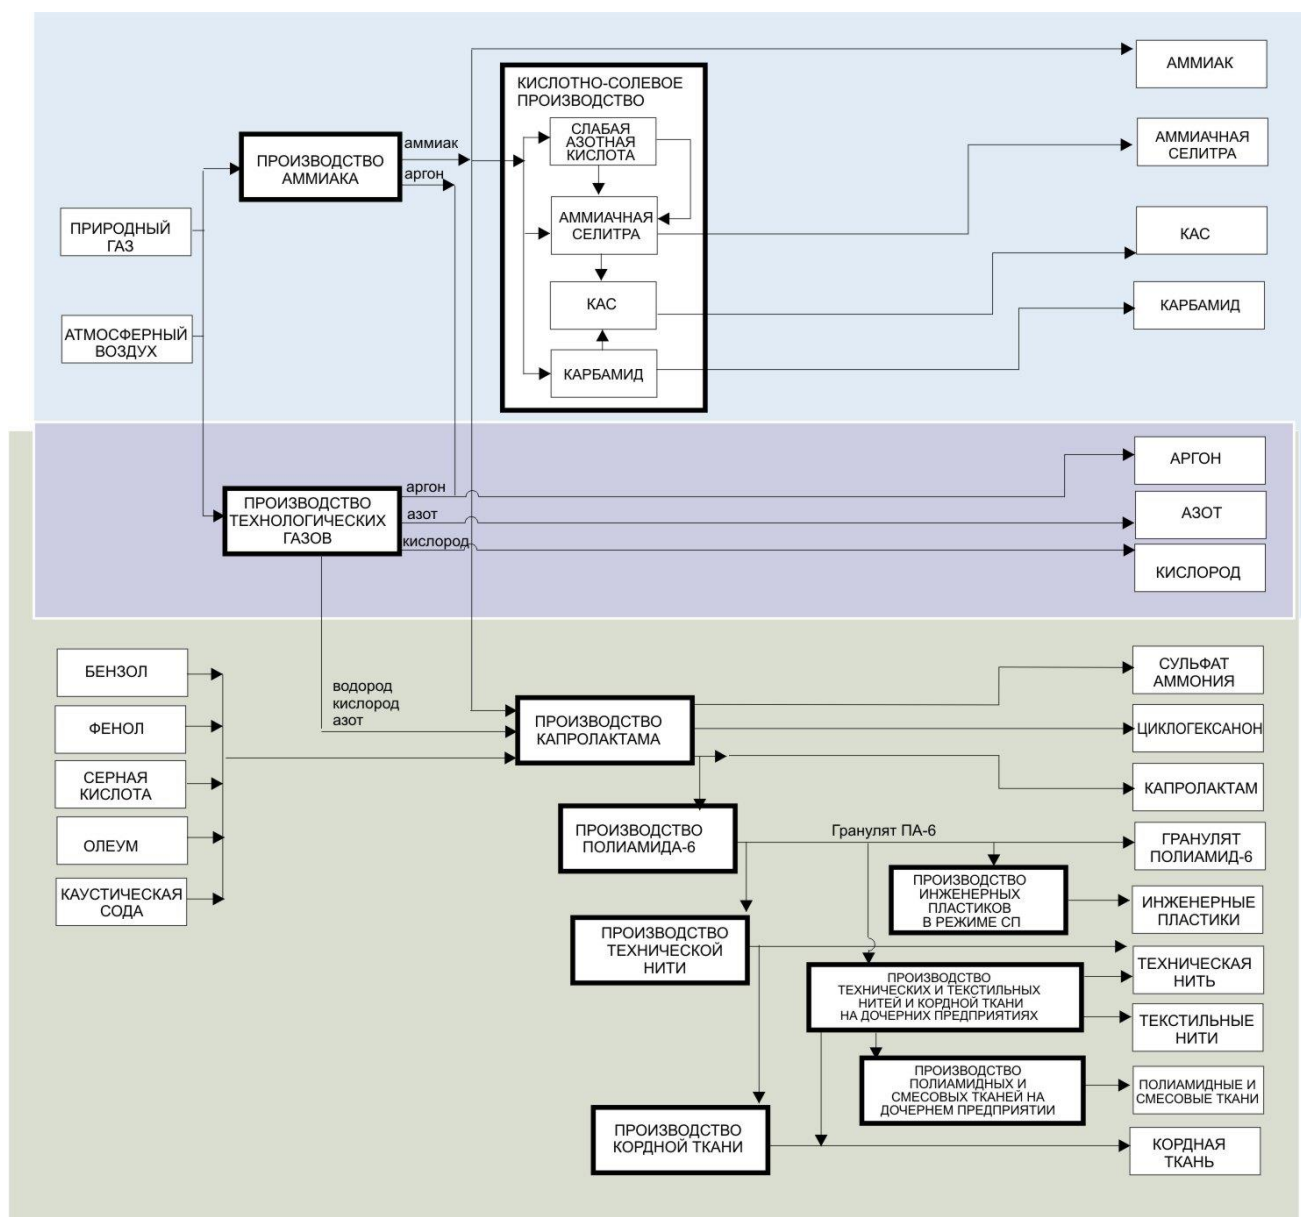 АММИАК
КИСЛОТНО-СОЛЕВОЕ
ПРОИЗВОДСТВО
СЛАБАЯ
АЗОТНАЯ
КИСЛОТА
АММИАЧНАЯ
СЕЛИТРА
ПРОИЗВОДСТВО
АММИАКА
аммиак
аргон
ПРИРОДНЫЙ
ГАЗ
АММИАЧНАЯ
СЕЛИТРА
КАС
КАС
КАРБАМИД
АТМОСФЕРНЫЙ
ВОЗДУХ
КАРБАМИД
АРГОН
ПРОИЗВОДСТВО
ТЕХНОЛОГИЧЕСКИХ
ГАЗОВ
аргон
азот
кислород
АЗОТ
КИСЛОРОД
БЕНЗОЛ
ФЕНОЛ
СЕРНАЯ
КИСЛОТА
ОЛЕУМ
КАУСТИЧЕСКАЯ
СОДА
водород
кислород
азот
ПРОИЗВОДСТВО
КАПРОЛАКТАМА
СУЛЬФАТ
АММОНИЯ
ЦИКЛОГЕКСАНОН
КАПРОЛАКТАМ
ПРОИЗВОДСТВО
ПОЛИАМИДА-6
Гранулят ПА-6
ГРАНУЛЯТ
ПОЛИАМИД-6
ПРОИЗВОДСТВО
ИНЖЕНЕРНЫХ
ПЛАСТИКОВ
В РЕЖИМЕ СП
ИНЖЕНЕРНЫЕ
ПЛАСТИКИ
ПРОИЗВОДСТВО
ТЕХНИЧЕСКОЙ
НИТИ
ТЕХНИЧЕСКАЯ
НИТЬ
ПРОИЗВОДСТВО
ТЕХНИЧЕСКИХ И ТЕКСТИЛЬНЫХ
НИТЕЙ И КОРДНОЙ ТКАНИ
НА ДОЧЕРНИХ ПРЕДПРИЯТИЯХ
ТЕКСТИЛЬНЫЕ
НИТИ
ПРОИЗВОДСТВО
ПОЛИАМИДНЫХ И
СМЕСОВЫХ ТКАНЕЙ НА
ДОЧЕРНЕМ ПРЕДПРИЯТИИ
ПОЛИАМИДНЫЕ И
СМЕСОВЫЕ ТКАНИ
ПРОИЗВОДСТВО
КОРДНОЙ ТКАНИ
КОРДНАЯ
ТКАНЬ